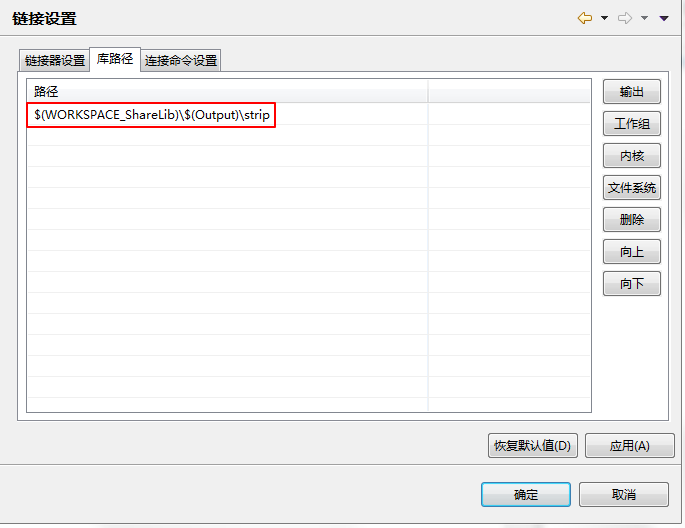 链接设置
链接器设置 库路径 连接命令设置
路径
$(WORKSPACE_ShareLib)\$(Output)\strip
输出
工作组
内核
文件系统
删除
向上
向下
恢复默认值(D) 应用(A)
确定 取消